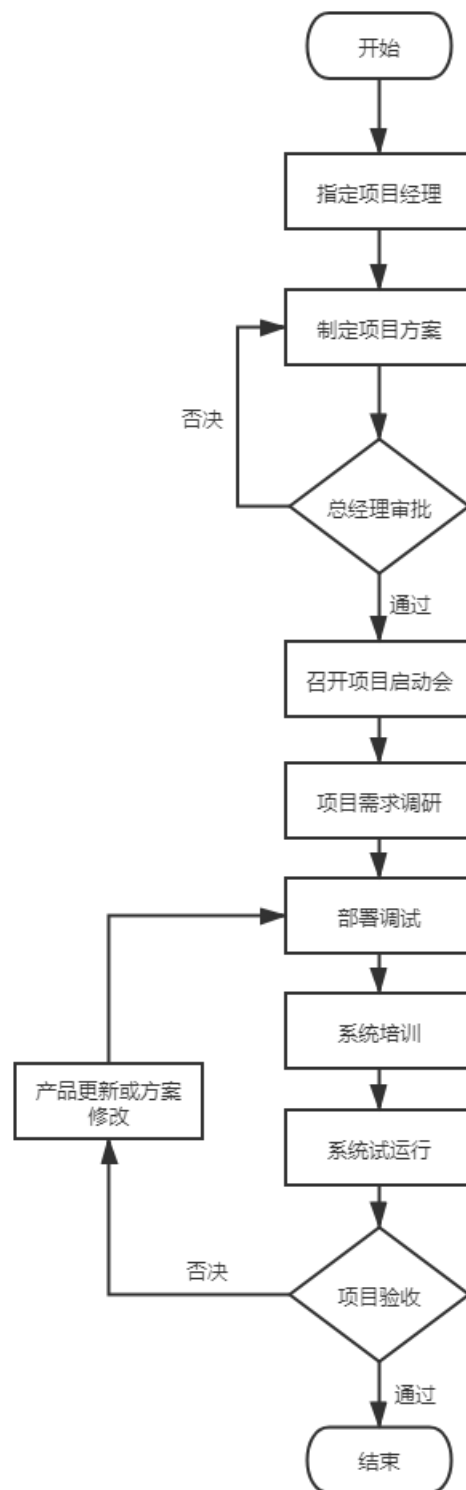 开始
指定项目经理
制定项目方案
否决
总经理审批
通过
召开项目启动会
项目需求调研
部署调试
系统培训
产品更新或方案
修改
系统试运行
否决
项目验收
通过
结束